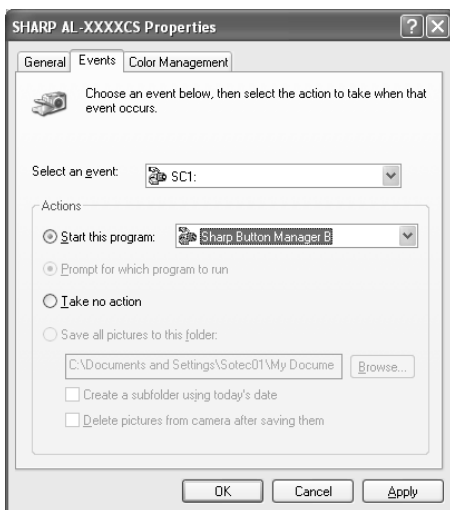 SHARP AL-XXXXCS Properties
General Events Color Management
Choose an event below, then select the action to take when that
event occurs.
Select an event: SC1:
Actions
Start this program: Sharp Button Manager B
Prompt for which program to run
Take no action
Save all pictures to this folder:
C:\Documents and Settings\Sotec01\My Docume Browse...
Create a subfolder using today's date
Delete pictures from camera after saving them
OK Cancel Apply